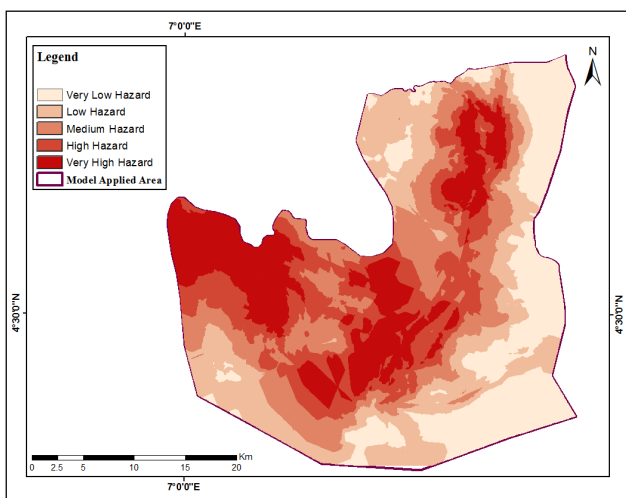 7°0'0"E
Legend
Very Low Hazard
Low Hazard
Medium Hazard
High Hazard
Very High Hazard
Model Applied Area
N
4°30'0"N
4°30'0"N
Km
0 2.5 5 10 15 20
7°0'0"E